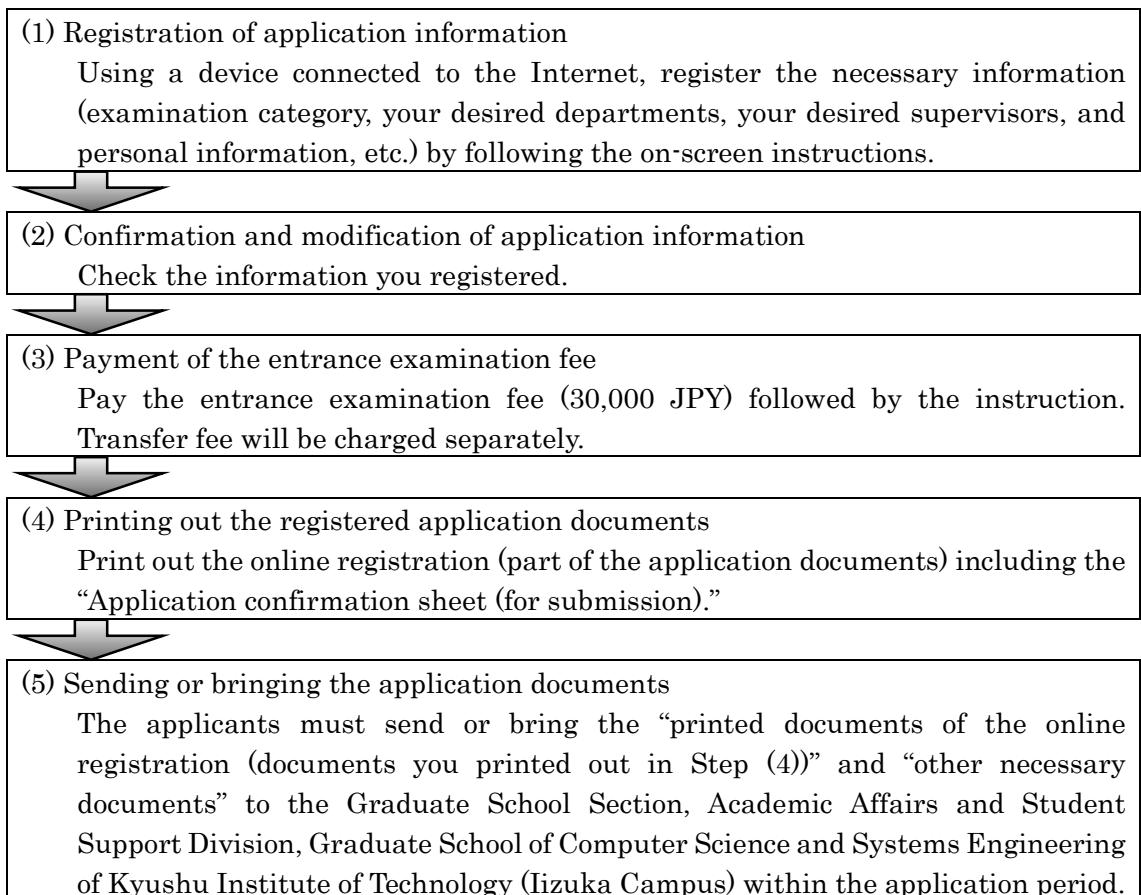 (1) Registration of application information
Using a device connected to the Internet, register the necessary information
(examination category, your desired departments, your desired supervisors, and
personal information, etc.) by following the on-screen instructions.
(2) Confirmation and modification of application information
Check the information you registered.
(3) Payment of the entrance examination fee
Pay the entrance examination fee (30,000 JPY) followed by the instruction.
Transfer fee will be charged separately.
(4) Printing out the registered application documents
Print out the online registration (part of the application documents) including the
“Application confirmation sheet (for submission).”
(5) Sending or bringing the application documents
The applicants must send or bring the “printed documents of the online
registration (documents you printed out in Step (4))” and “other necessary
documents” to the Graduate School Section, Academic Affairs and Student
Support Division, Graduate School of Computer Science and Systems Engineering
of Kyushu Institute of Technology (Iizuka Campus) within the application period.